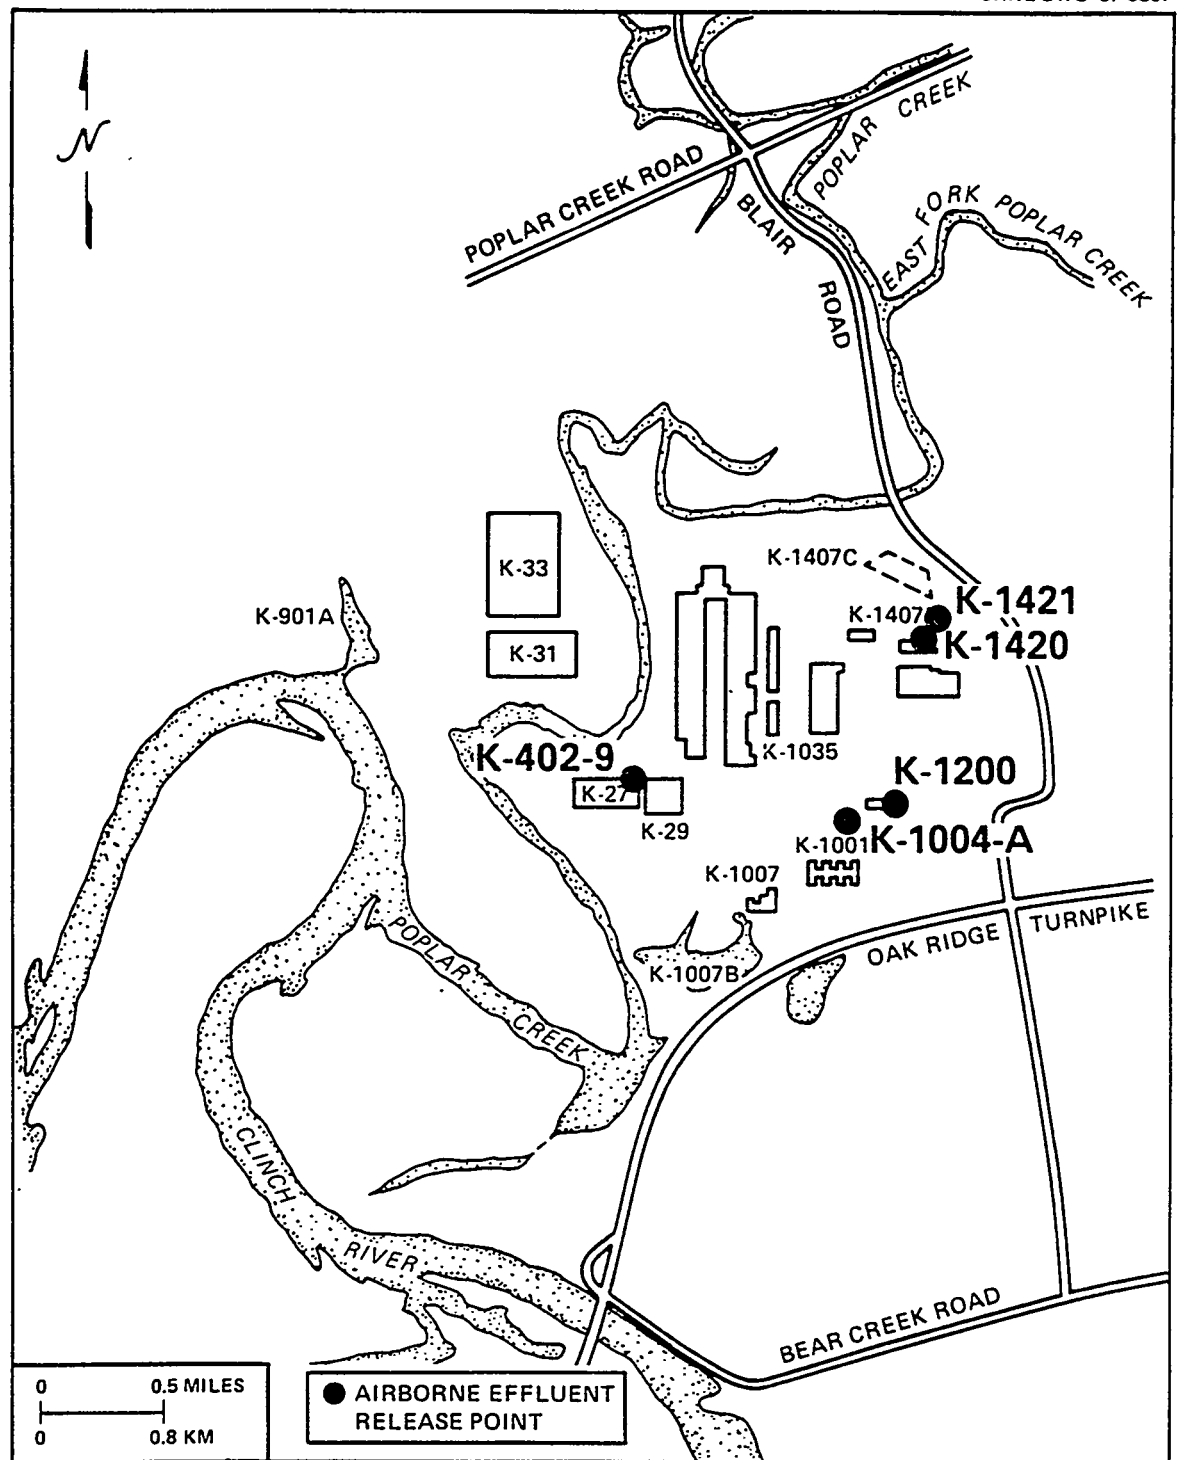 N
POPLAR CREEK ROAD
POPLAR CREEK
BLAIR
ROAD
EAST FORK POPLAR CREEK
K-33
K-1407C
K-901A
K-1421
K-1407
K-31
K-1420
K-1035
K-402-9
K-27
K-29
K-1200
K-1001
K-1004-A
K-1007
POPLAR
CREEK
K-1007B
OAK RIDGE
TURNPIKE
CLINCH
RIVER
BEAR CREEK ROAD
0 0.5 MILES
0 0.8 KM
AIRBORNE EFFLUENT
RELEASE POINT